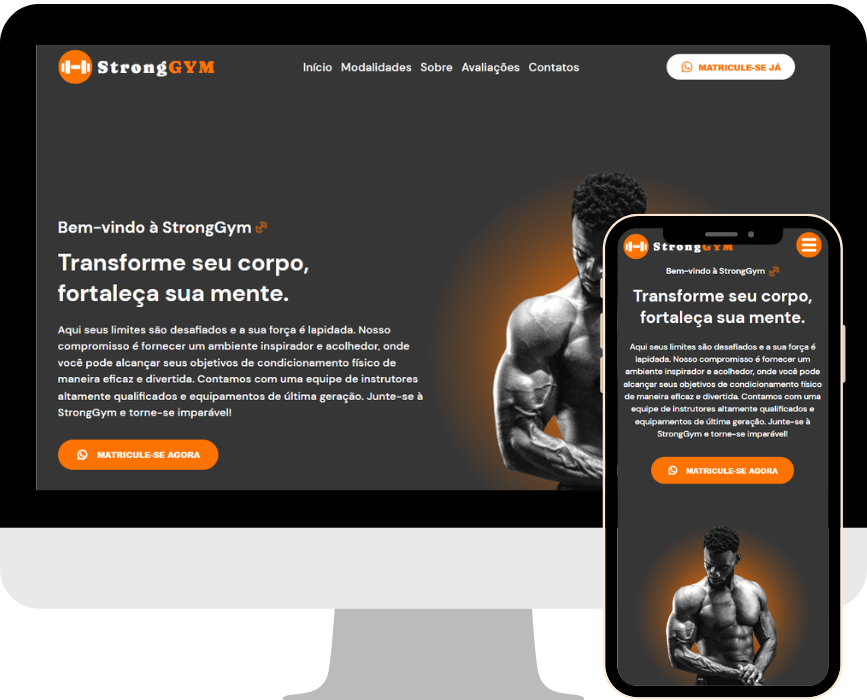 StrongGYM
Início Modalidades Sobre Avaliações Contatos
MATRICULE-SE JÁ
Bem-vindo à StrongGym
Transforme seu corpo,
fortaleça sua mente.
Aqui seus limites são desafiados e a sua força é lapidada. Nosso
compromisso é fornecer um ambiente inspirador e acolhedor, onde
você pode alcançar seus objetivos de condicionamento físico de
maneira eficaz e divertida. Contamos com uma equipe de instrutores
altamente qualificados e equipamentos de última geração. Junte-se à
StrongGym e torne-se imparável!
MATRICULE-SE AGORA
StrongGYM
Bem-vindo à StrongGym
Transforme seu corpo,
fortaleça sua mente.
Aqui seus limites são desafiados e a sua força é
lapidada. Nosso compromisso é fornecer um
ambiente inspirador e acolhedor, onde você pode
alcançar seus objetivos de condicionamento físico
de maneira eficaz e divertida. Contamos com uma
equipe de instrutores altamente qualificados e
equipamentos de última geração. Junte-se à
StrongGym e torne-se imparável!
MATRICULE-SE AGORA